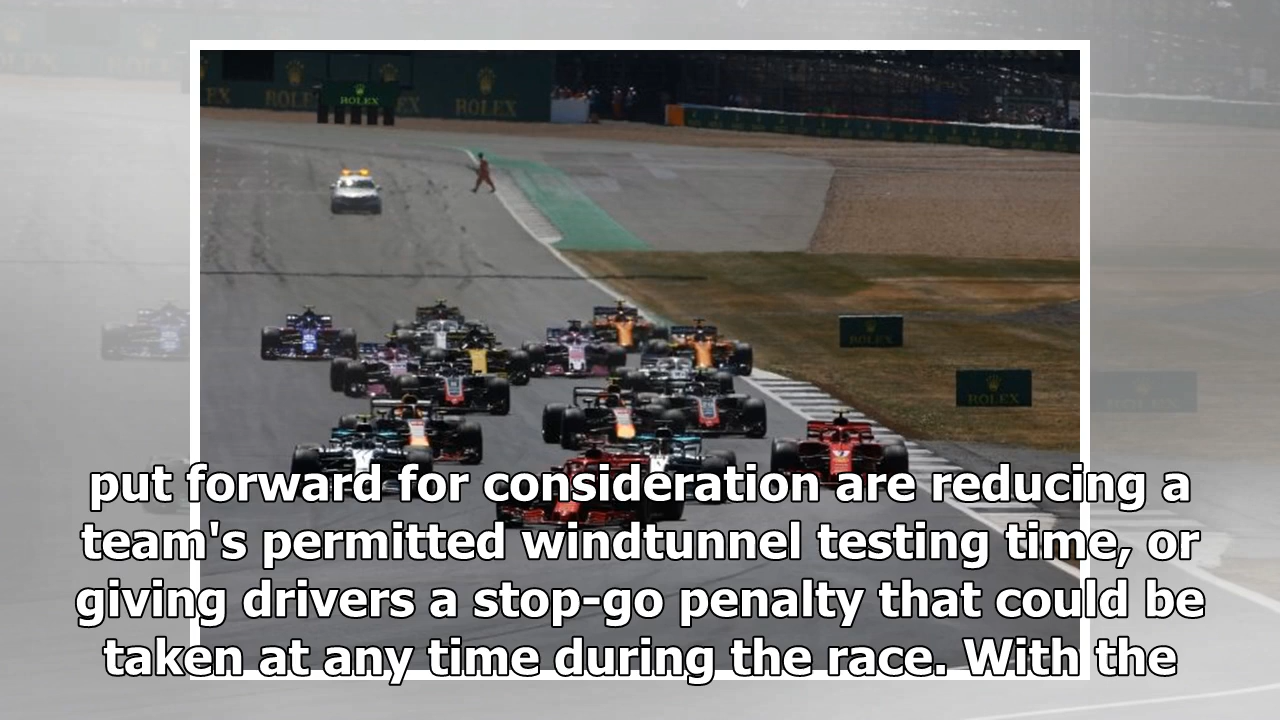 ROLEX
ROLEX
ROLEX
ROLEX
put forward for consideration are reducing a
team's permitted windtunnel testing time, or
giving drivers a stop-go penalty that could be
taken at any time during the race. With the